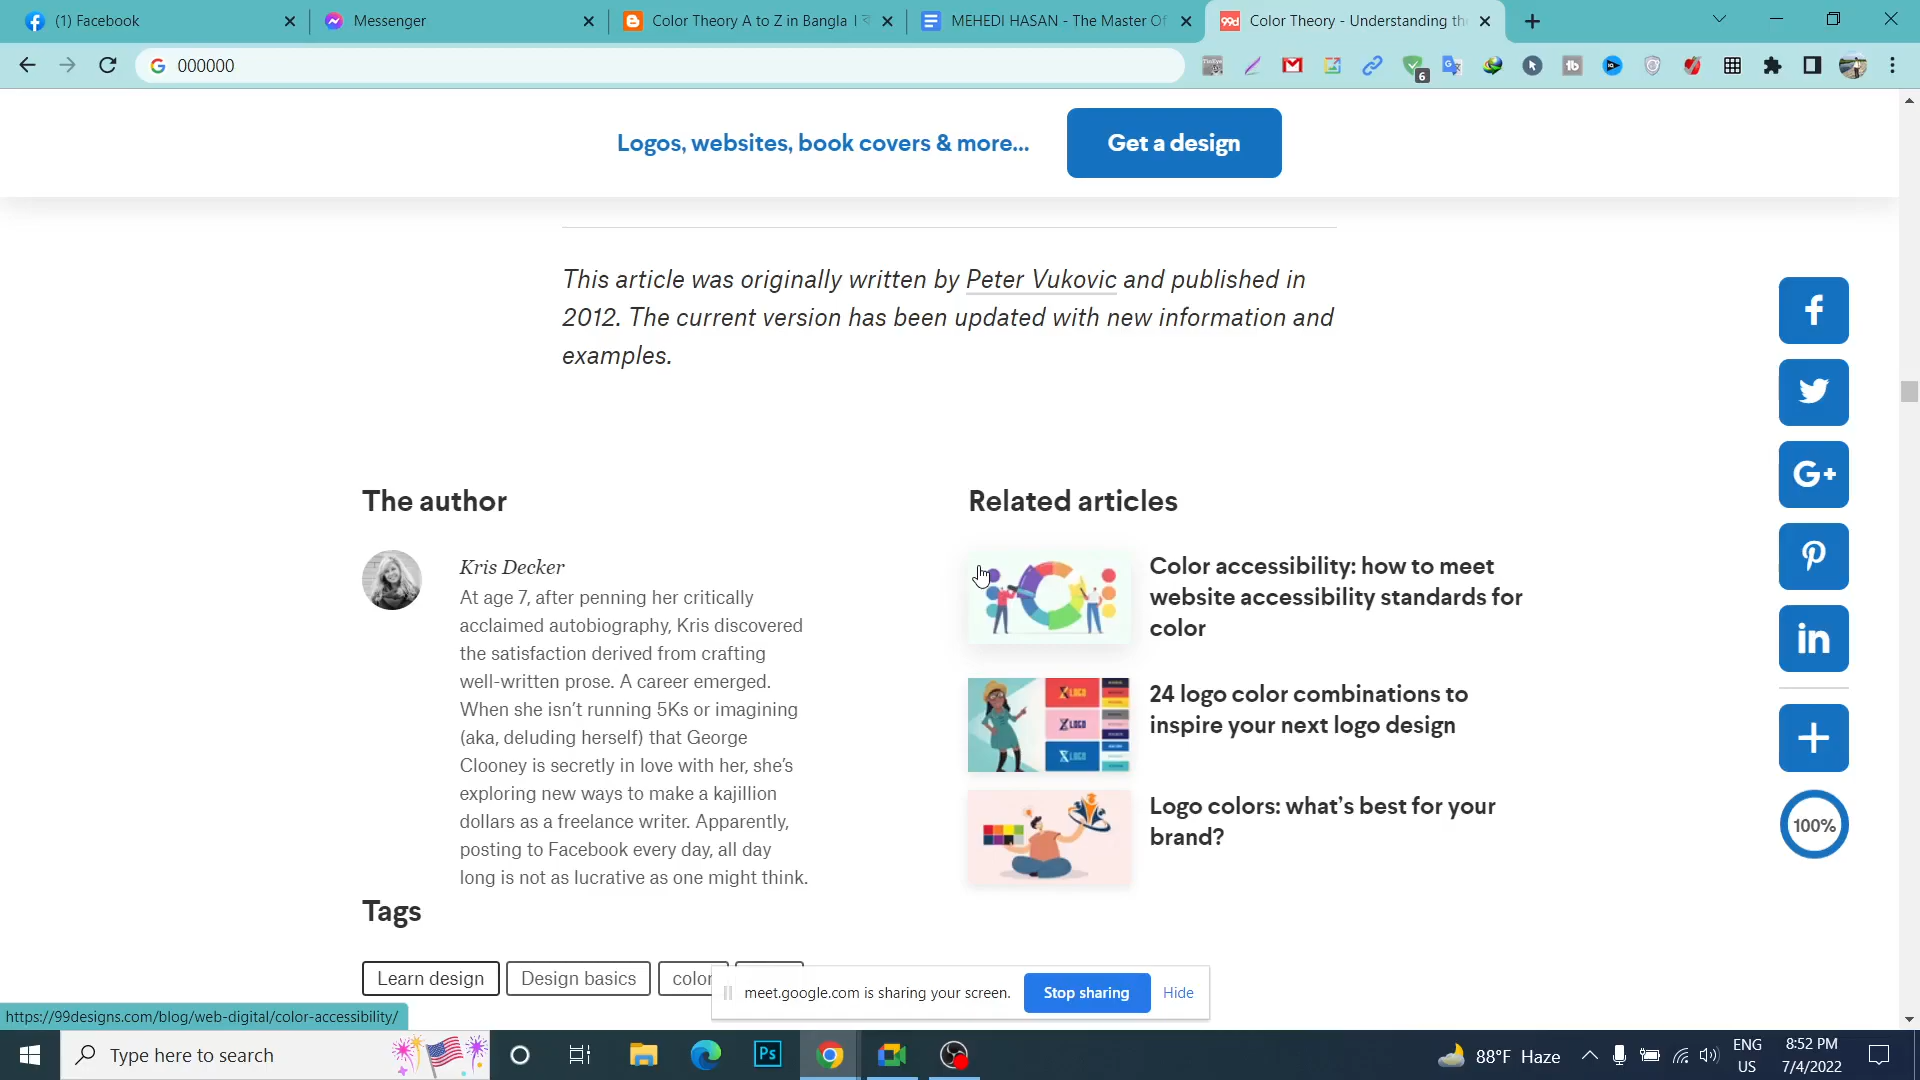 (1) Facebook
Messenger
Color Theory A to Z in Bangla
MEHEDI HASAN - The Master Of
Color Theory - Understanding the
000000
6
Logos, websites, book covers & more...
Get a design
This article was originally written by Peter Vukovic and published in
2012. The current version has been updated with new information and
examples.
The author
Kris Decker
At age 7, after penning her critically
acclaimed autobiography, Kris discovered
the satisfaction derived from crafting
well-written prose. A career emerged.
When she isn't running 5Ks or imagining
(aka, deluding herself) that George
Clooney is secretly in love with her, she's
exploring new ways to make a kajillion
dollars as a freelance writer. Apparently,
posting to Facebook every day, all day
long is not as lucrative as one might think.
Related articles
Color accessibility: how to meet
website accessibility standards for
color
24 logo color combinations to
inspire your next logo design
Logo colors: what's best for your
brand?
100%
Tags
Learn design
Design basics
color
meet.google.com is sharing your screen.
Stop sharing
Hide
https://99designs.com/blog/web-digital/color-accessibility/
Type here to search
Ps
88°F Haze
ENG
US
8:52 PM
7/4/2022